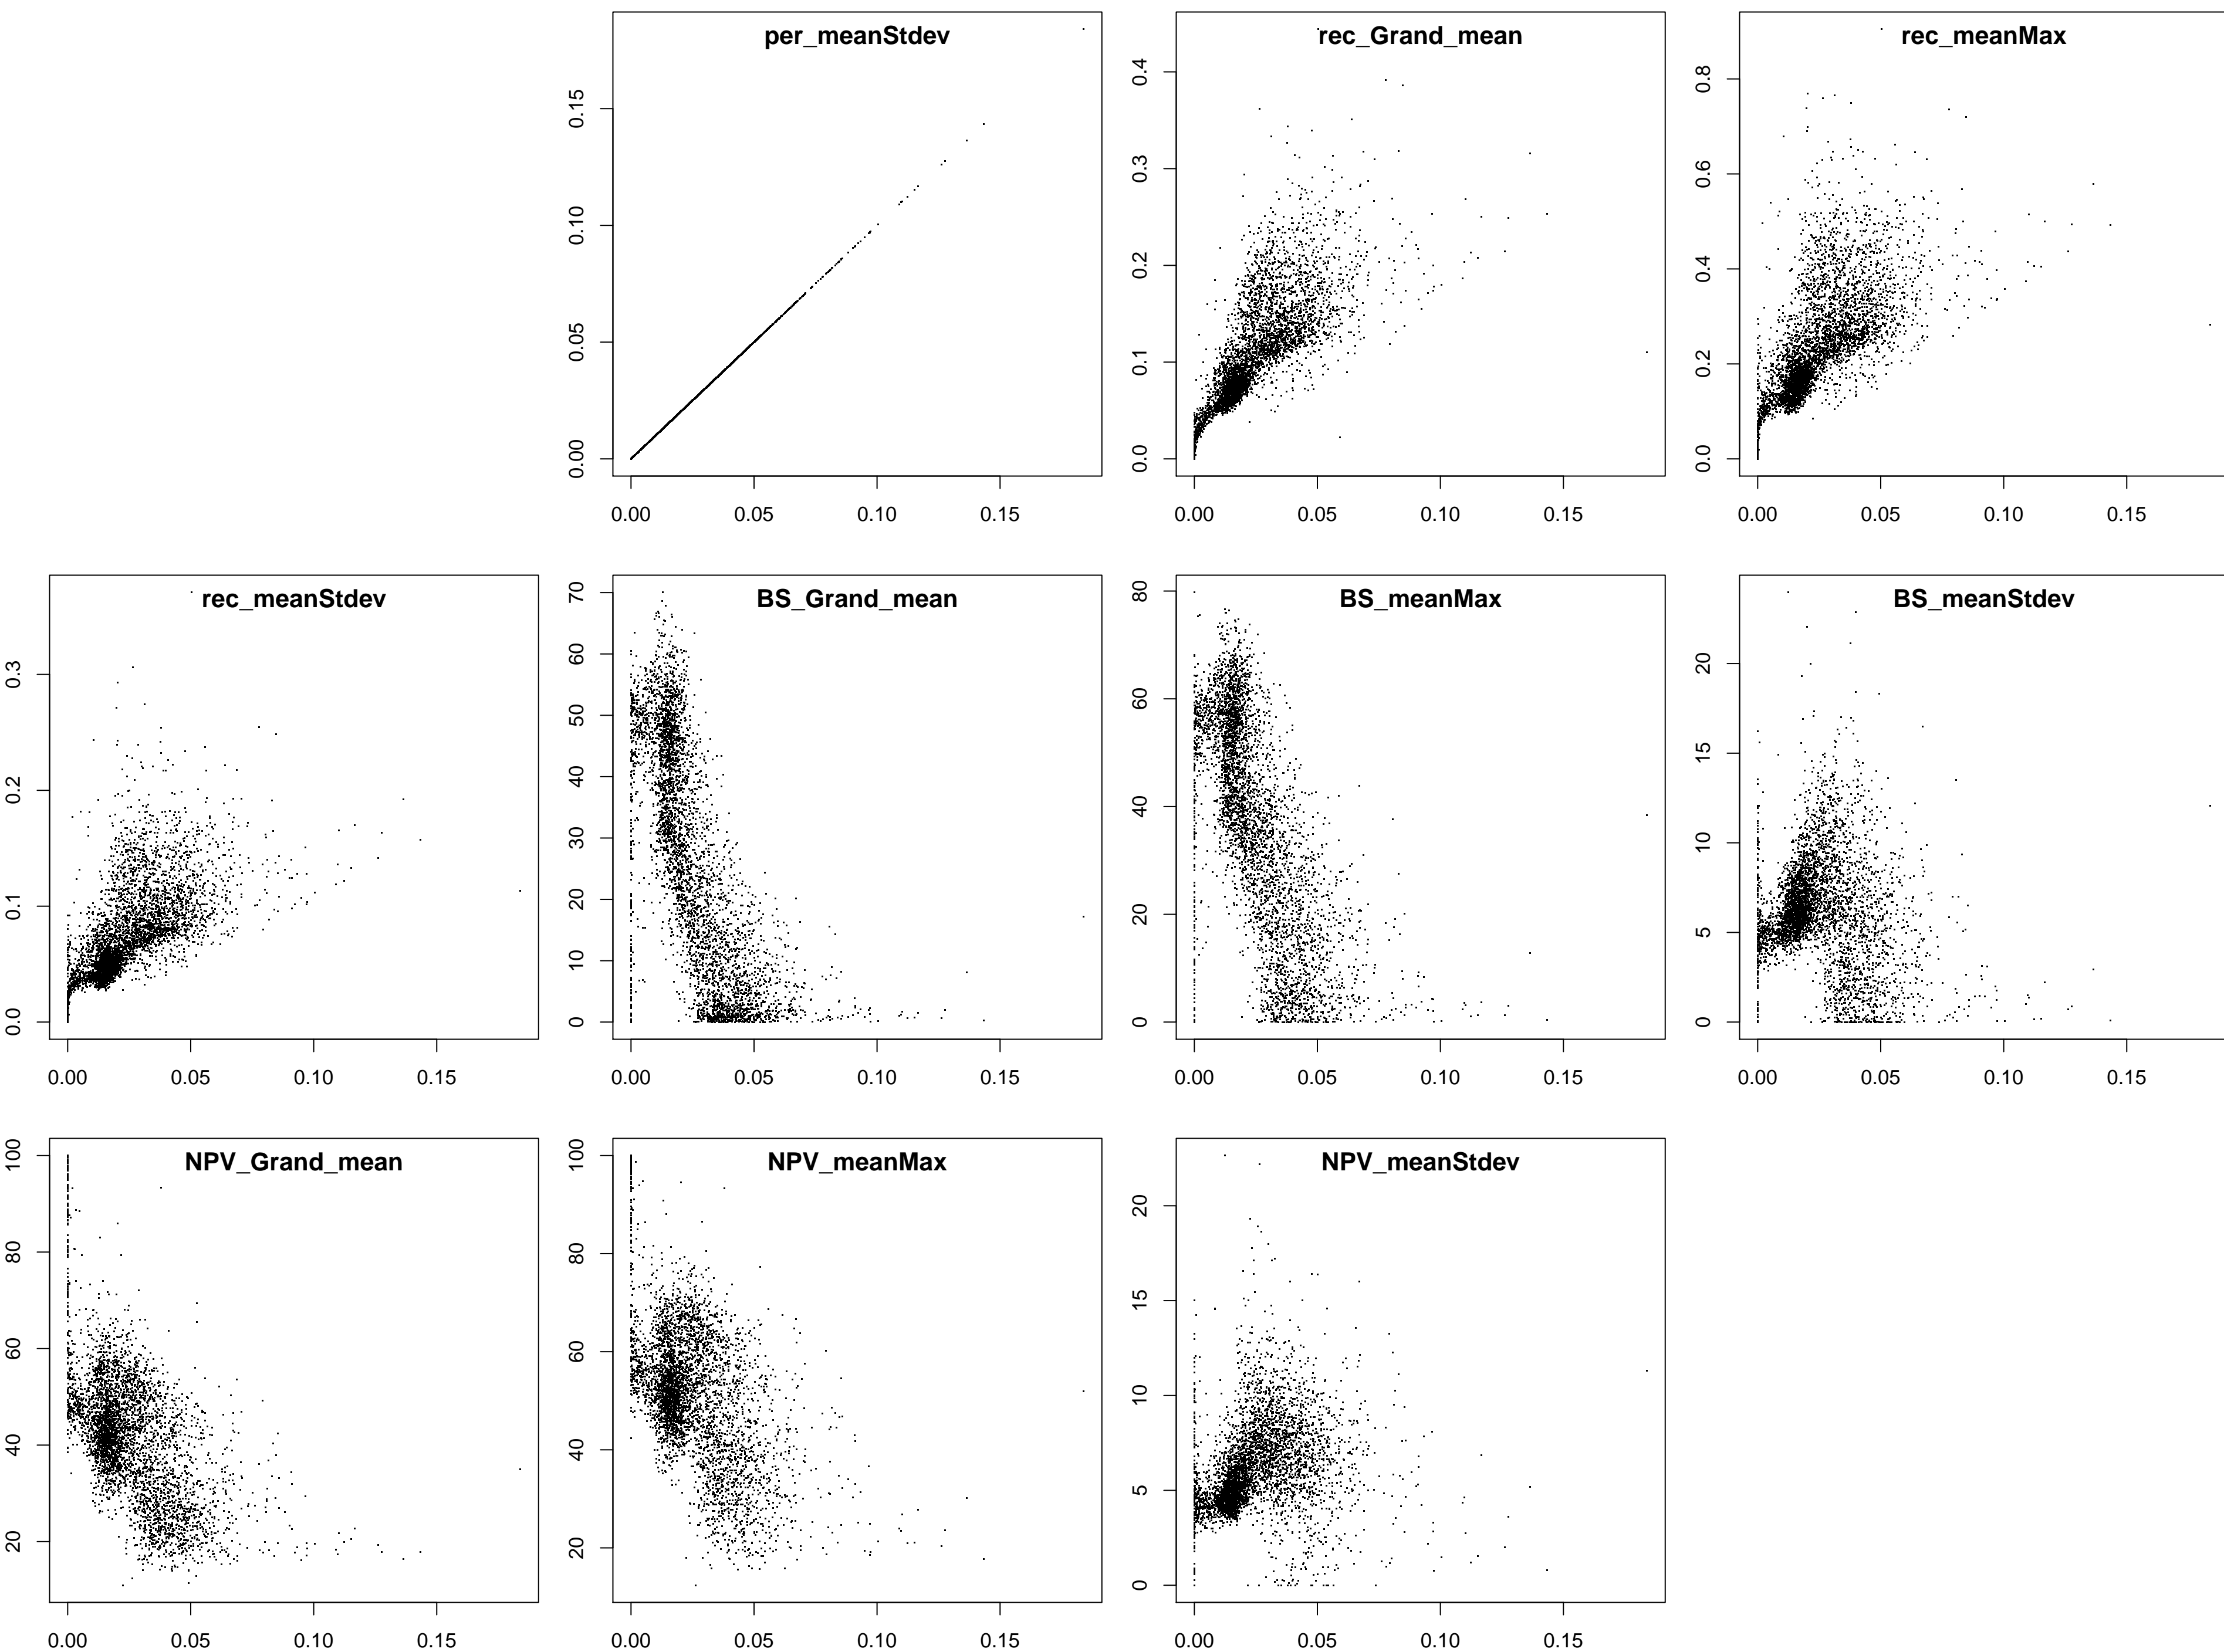 per_meanStdev
0.00 0.05 0.10 0.15
0.00 0.05 0.10 0.15
rec_Grand_mean
0.0 0.1 0.2 0.3 0.4
0.00 0.05 0.10 0.15
rec_meanMax
0.0 0.2 0.4 0.6 0.8
0.00 0.05 0.10 0.15
rec_meanStdev
0.0 0.1 0.2 0.3
0.00 0.05 0.10 0.15
BS_Grand_mean
0 10 20 30 40 50 60 70
0.00 0.05 0.10 0.15
BS_meanMax
0 20 40 60 80
0.00 0.05 0.10 0.15
BS_meanStdev
0 5 10 15 20
0.00 0.05 0.10 0.15
NPV_Grand_mean
20 40 60 80 100
0.00 0.05 0.10 0.15
NPV_meanMax
20 40 60 80 100
0.00 0.05 0.10 0.15
NPV_meanStdev
0 5 10 15 20
0.00 0.05 0.10 0.15